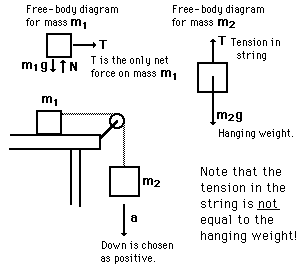 Free-body diagram
for mass m1
T
m1g
N
T is the only net
force on mass m1
Free-body diagram
for mass m2
T
Tension in
string
m2g
Hanging weight.
m1
m2
a
Down is chosen
as positive.
Note that the
tension in the
string is not
equal to the
hanging weight!